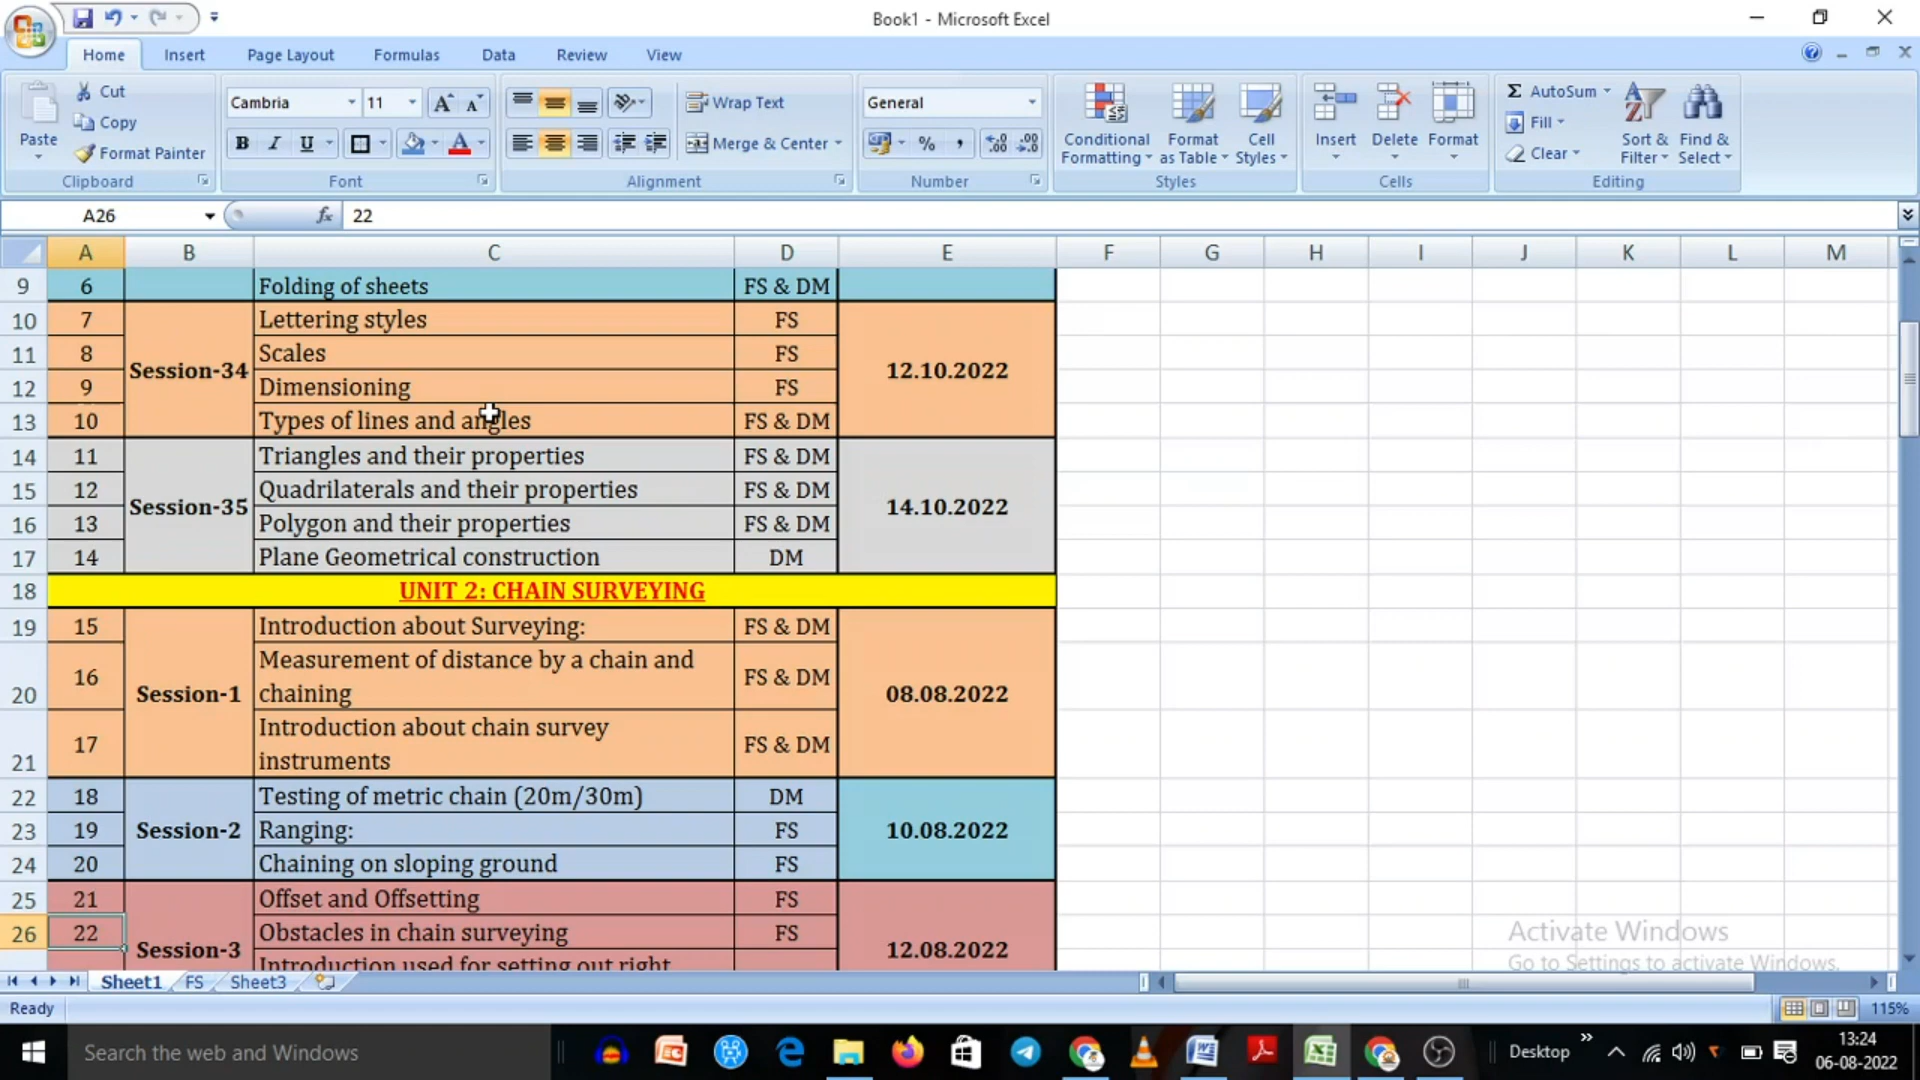 Book1 - Microsoft Excel
Home Insert Page Layout Formulas Data Review View
Paste
Cut
Copy
Format Painter
Clipboard
Cambria 11
B I U
Font
Wrap Text
Merge & Center
Alignment
General
%
Number
Conditional Formatting
Format as Table
Cell Styles
Styles
Insert Delete Format
Cells
AutoSum
Fill
Clear
Sort & Filter
Find & Select
Editing
A26 fx 22
A B C D E F G H I J K L M
9 6 Folding of sheets FS & DM
10 7 Lettering styles FS
11 8 Scales FS
Session-34 12.10.2022
12 9 Dimensioning FS
13 10 Types of lines and angles FS & DM
14 11 Triangles and their properties FS & DM
15 12 Quadrilaterals and their properties FS & DM
Session-35 14.10.2022
16 13 Polygon and their properties FS & DM
17 14 Plane Geometrical construction DM
18 UNIT 2: CHAIN SURVEYING
19 15 Introduction about Surveying: FS & DM
20 16 Measurement of distance by a chain and
chaining FS & DM
Session-1 08.08.2022
21 17 Introduction about chain survey
instruments FS & DM
22 18 Testing of metric chain (20m/30m) DM
23 19 Session-2 Ranging: FS 10.08.2022
24 20 Chaining on sloping ground FS
25 21 Offset and Offsetting FS
26 22 Obstacles in chain surveying FS
Session-3 12.08.2022
Introduction used for setting out right
Activate Windows
Go to Settings to activate Windows.
Sheet1 FS Sheet3
Ready 115%
Search the web and Windows
Desktop
13:24
06-08-2022